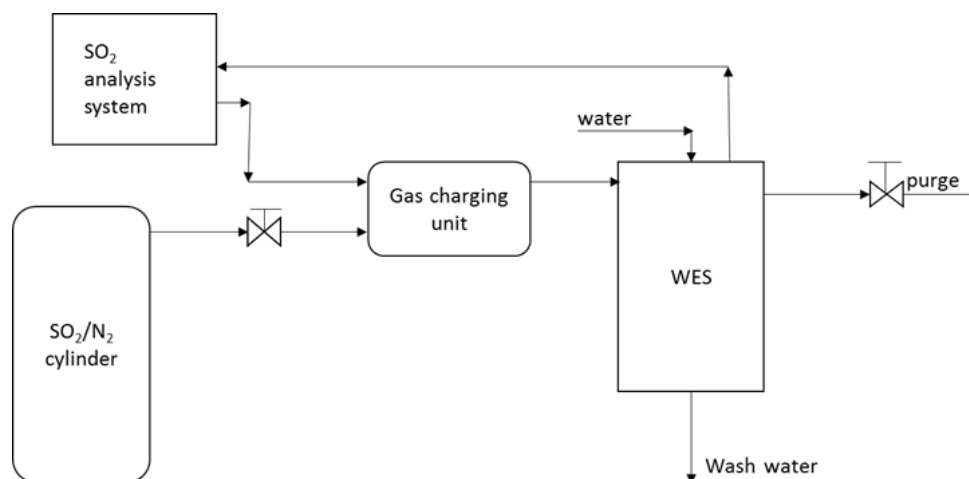 SO₂
analysis
system
water
Gas charging
unit
purge
WES
SO₂/N₂
cylinder
Wash water